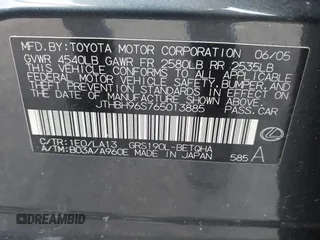 MFD.BY:TOYOTA MOTOR CORPORATION 06/05
GVWR 4540LB GAWR FR 2580LB RR 2535LB
THIS VEHICLE CONFORMS TO ALL APPLICABLE
FEDERAL MOTOR VEHICLE SAFETY, BUMPER,
AND THEFT PREVENTION STANDARDS IN EFFECT
ON THE DATE OF MANUFACTURE SHOWN ABOVE.
JTHBH96S765013885 PASS.CAR
C/TR:1E0/LA13 GRS190L-BETQHA
A/TM:B03A/A960E MADE IN JAPAN 585 A
DREAMBID